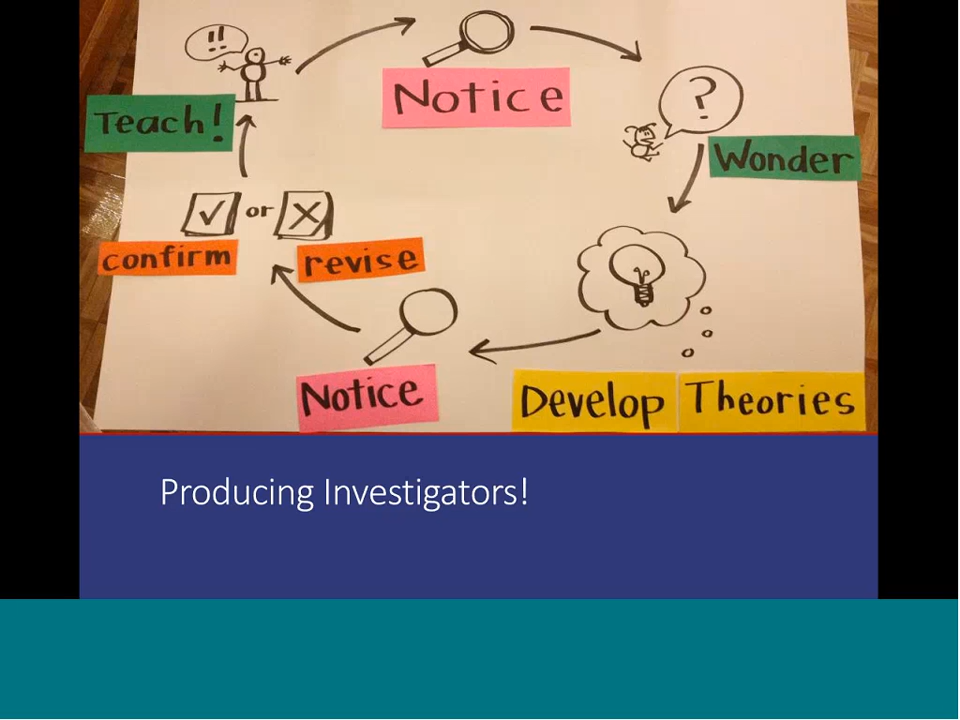 !!
Notice
?
Teach!
Wonder
or
confirm
revise
Notice
Develop Theories
Producing Investigators!